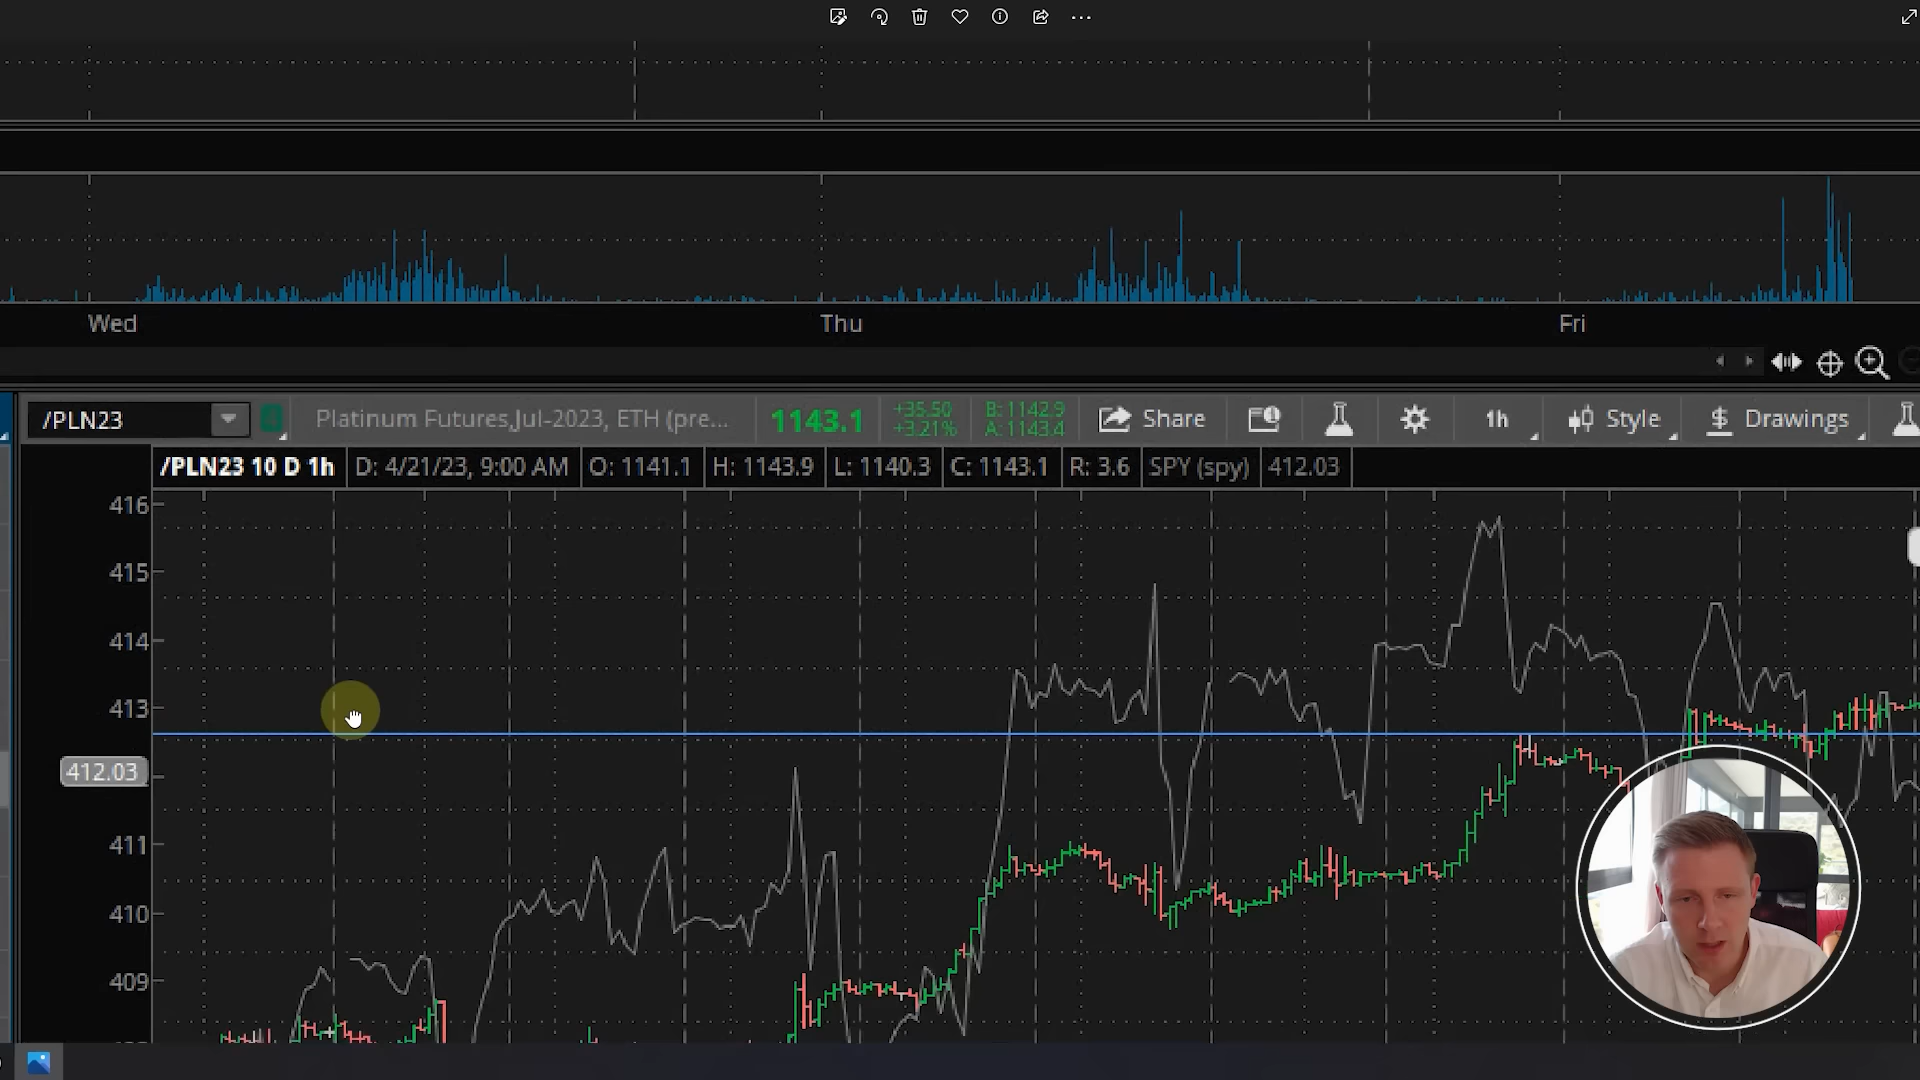 Wed Thu Fri
/PLN23 Platinum Futures,Jul-2023, ETH (pre... 1143.1 +35.50 +3.21% B: 1142.9 A: 1143.4 Share 1h Style $ Drawings
/PLN23 10 D 1h D: 4/21/23, 9:00 AM O: 1141.1 H: 1143.9 L: 1140.3 C: 1143.1 R: 3.6 SPY (spy) 412.03
416
415
414
413
412.03
411
410
409